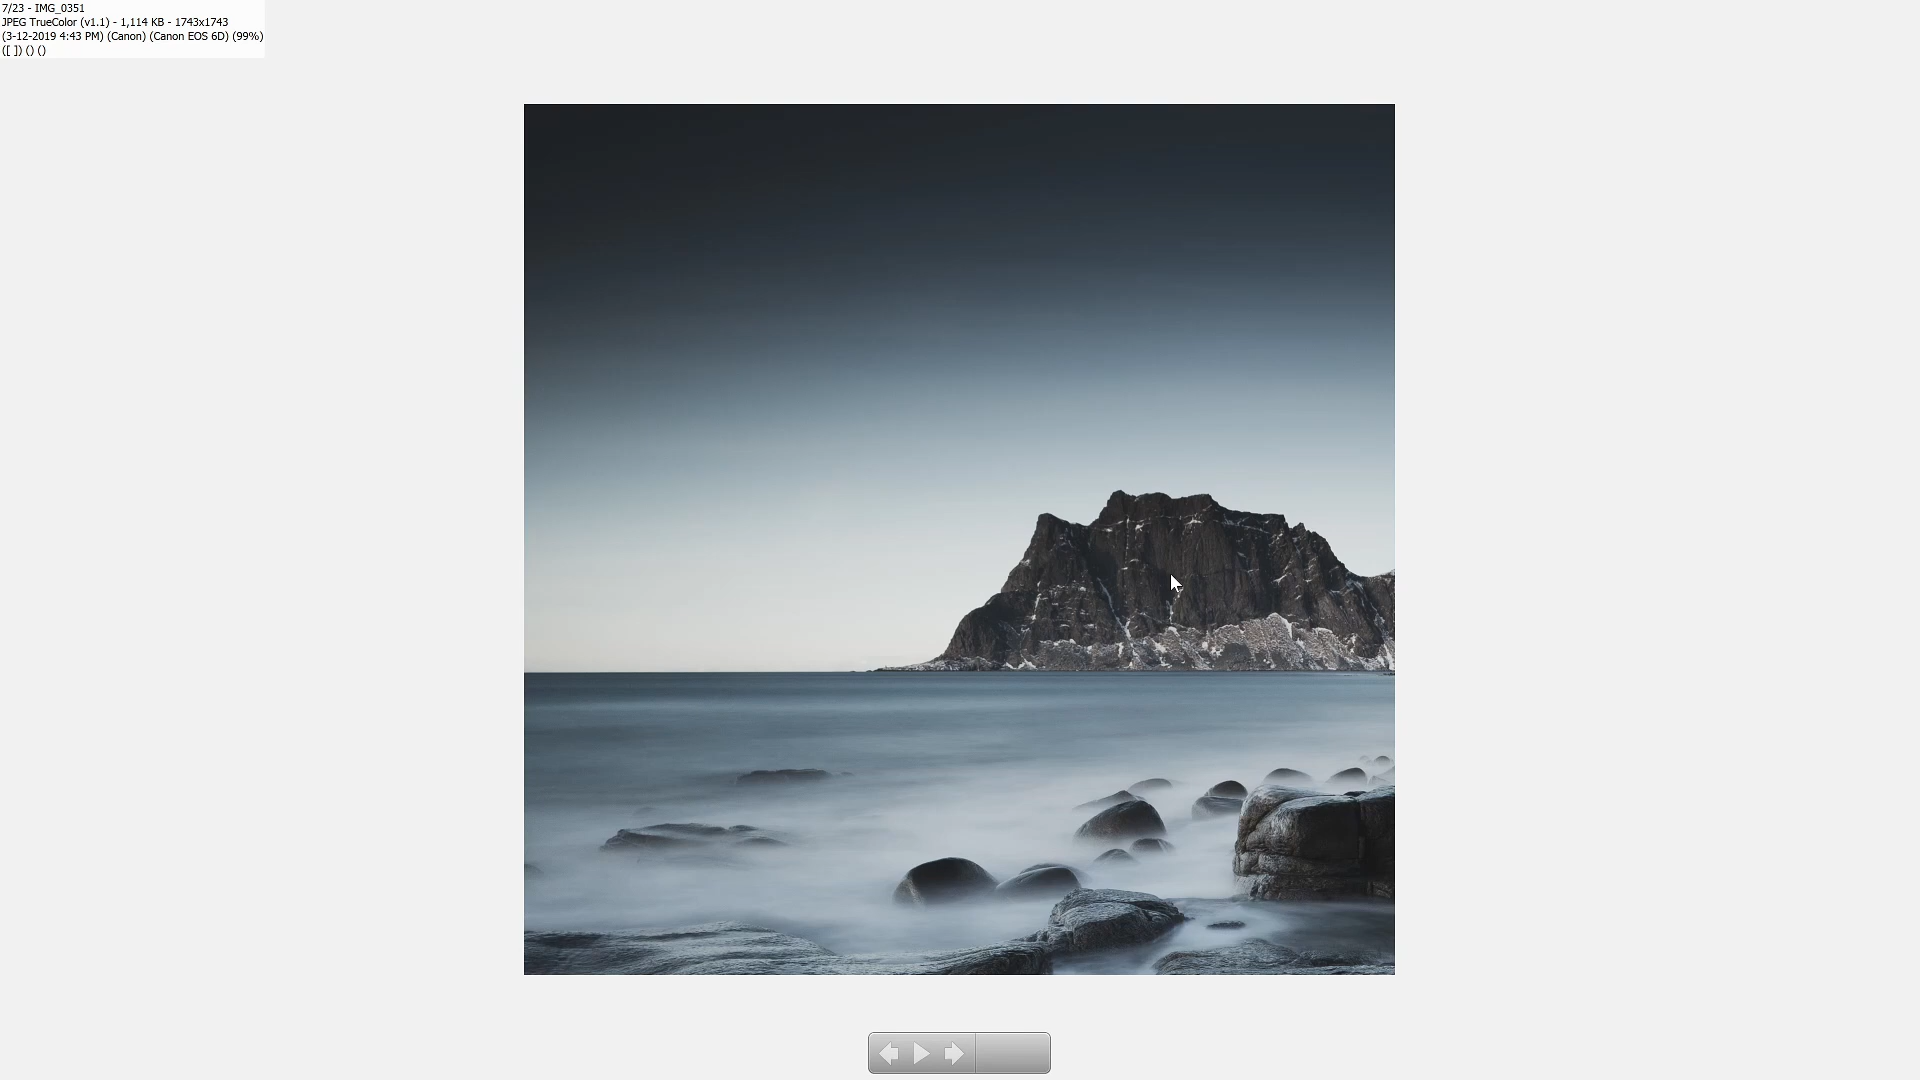 7/23 - IMG_0351
JPEG TrueColor (v1.1) - 1,114 KB - 1743x1743
(3-12-2019 4:43 PM) (Canon) (Canon EOS 6D) (99%)
([ ]) () ()